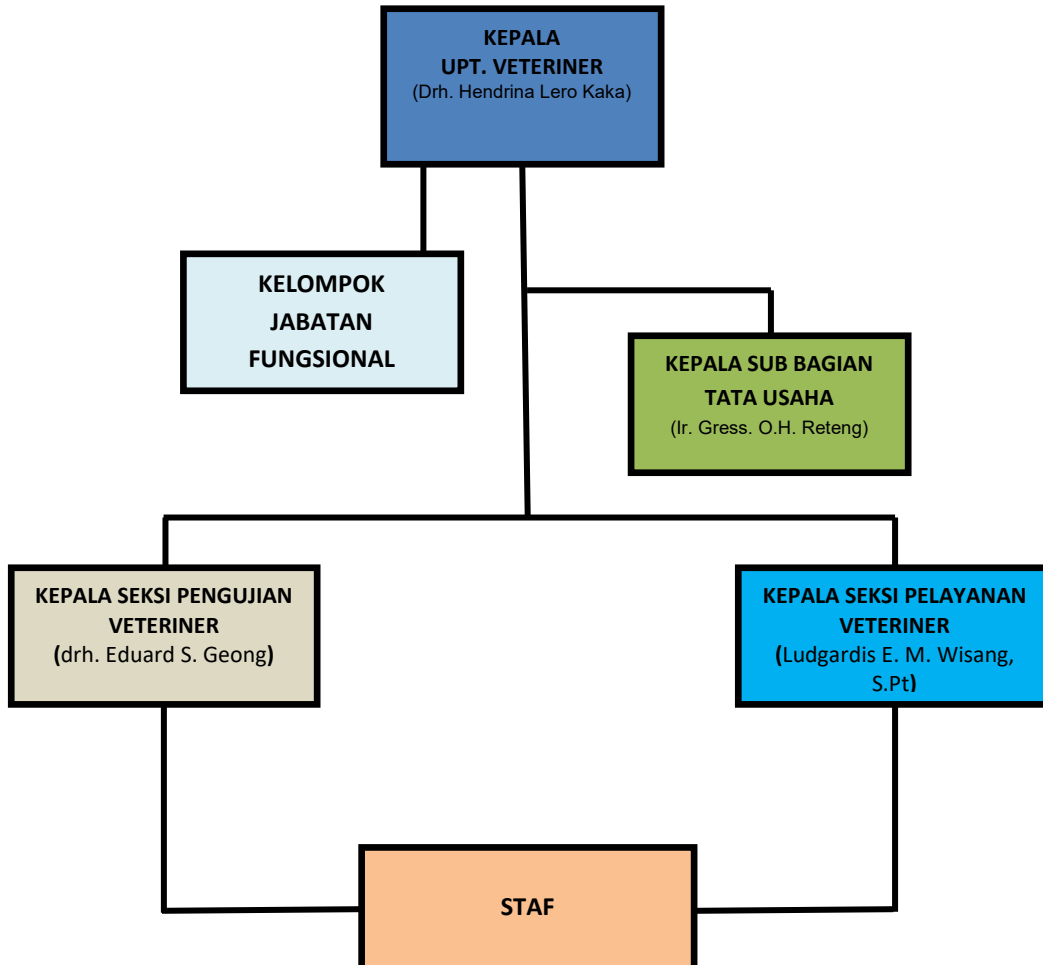 KEPALA
UPT. VETERINER
(Drh. Hendrina Lero Kaka)
KELOMPOK
JABATAN
FUNGSIONAL
KEPALA SUB BAGIAN
TATA USAHA
(Ir. Gress. O.H. Reteng)
KEPALA SEKSI PENGUJIAN
VETERINER
(drh. Eduard S. Geong)
KEPALA SEKSI PELAYANAN
VETERINER
(Ludgardis E. M. Wisang,
S.Pt)
STAF